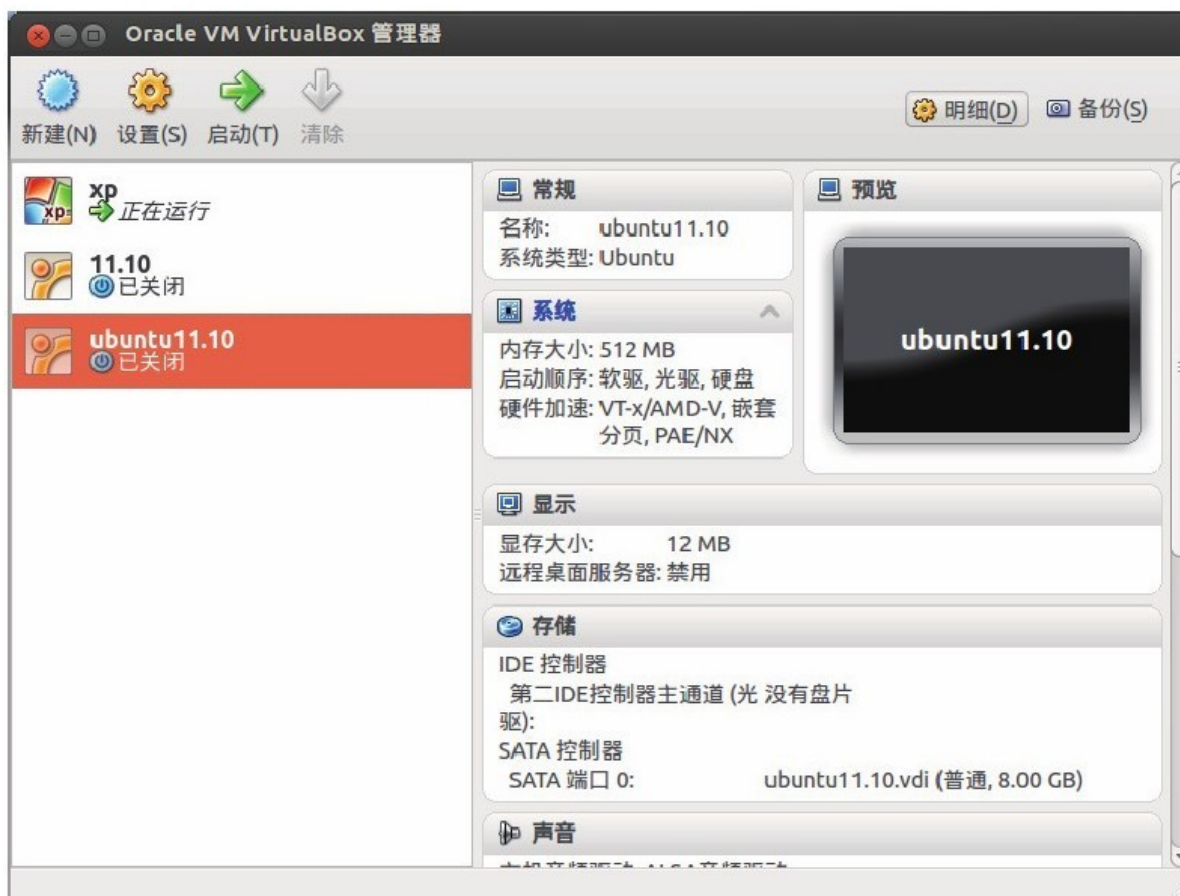 Oracle VM VirtualBox 管理器
新建(N) 设置(S) 启动(T) 清除
明细(D) 备份(S)
xp
正在运行
11.10
已关闭
ubuntu11.10
已关闭
常规
名称: ubuntu11.10
系统类型: Ubuntu
系统
内存大小: 512 MB
启动顺序: 软驱, 光驱, 硬盘
硬件加速: VT-x/AMD-V, 嵌套
分页, PAE/NX
预览
ubuntu11.10
显示
显存大小: 12 MB
远程桌面服务器: 禁用
存储
IDE 控制器
第二IDE控制器主通道 (光 没有盘片
驱):
SATA 控制器
SATA 端口 0: ubuntu11.10.vdi (普通, 8.00 GB)
声音